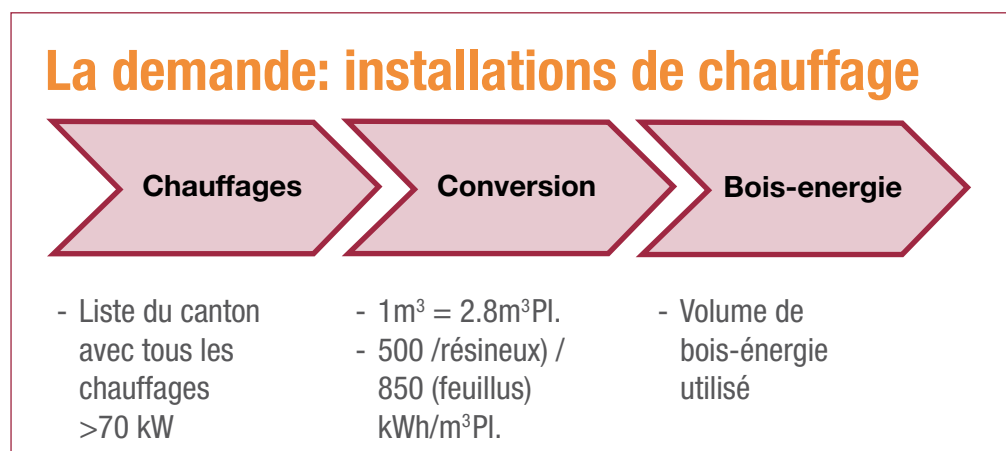 La demande: installations de chauffage
Chauffages
Conversion
Bois-energie
- Liste du canton
avec tous les
chauffages
>70 kW
- 1m³ = 2.8m³Pl.
- 500 /résineux) /
850 (feuillus)
kWh/m³Pl.
- Volume de
bois-énergie
utilisé